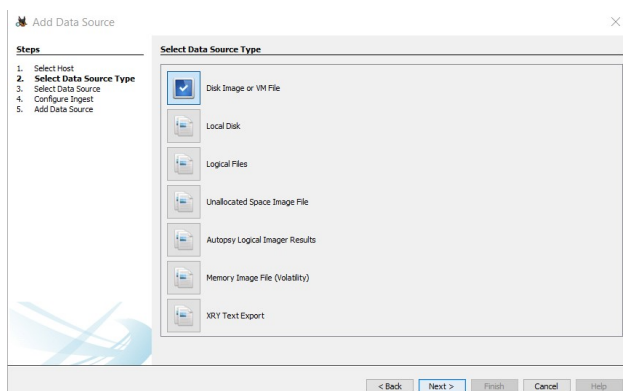 Add Data Source
Steps
1. Select Host
2. Select Data Source Type
3. Select Data Source
4. Configure Ingest
5. Add Data Source
Select Data Source Type
Disk Image or VM File
Local Disk
Logical Files
Unallocated Space Image File
Autopsy Logical Imager Results
Memory Image File (Volatility)
XRY Text Export
< Back Next > Finish Cancel Help